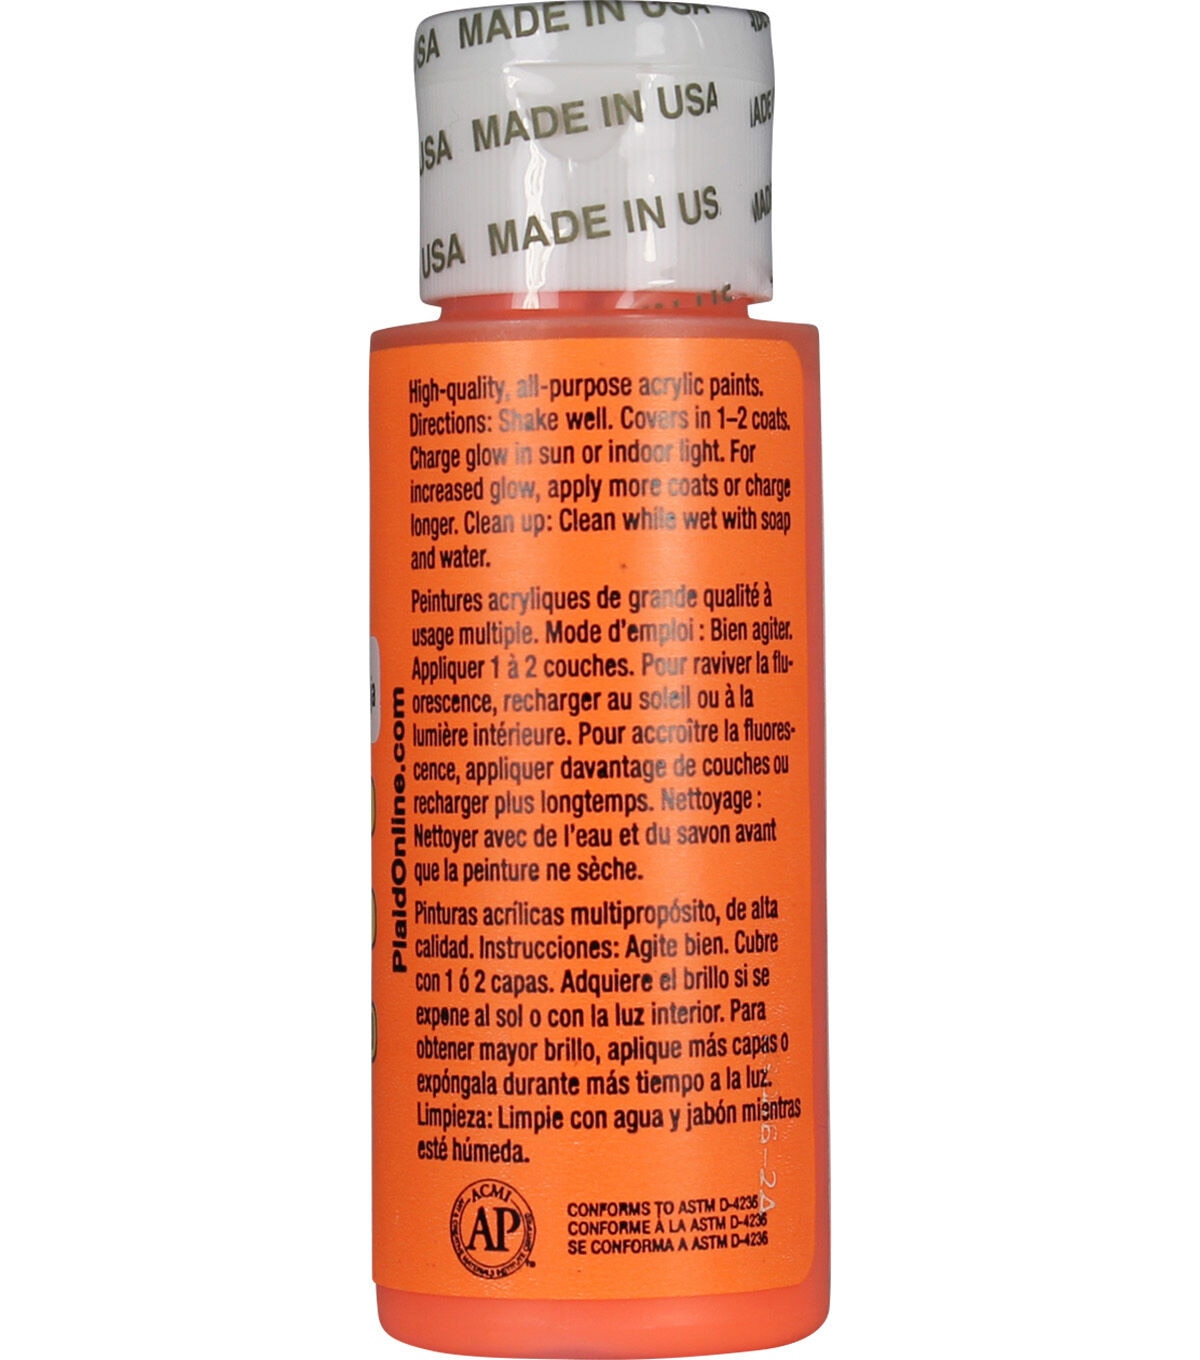 USA MADE IN USA
USA MADE IN USA
USA MADE IN US
High-quality, all-purpose acrylic paints.
Directions: Shake well. Covers in 1–2 coats.
Charge glow in sun or indoor light. For
increased glow, apply more coats or charge
longer. Clean up: Clean while wet with soap
and water.
Peintures acryliques de grande qualité à
usage multiple. Mode d'emploi : Bien agiter.
Appliquer 1 à 2 couches. Pour raviver la flu-
orescence, recharger au soleil ou à la
lumière intérieure. Pour accroître la fluores-
cence, appliquer davantage de couches ou
recharger plus longtemps. Nettoyage :
Nettoyer avec de l'eau et du savon avant
que la peinture ne sèche.
Pinturas acrílicas multipropósito, de alta
calidad. Instrucciones: Agite bien. Cubre
con 1 ó 2 capas. Adquiere el brillo si se
expone al sol o con la luz interior. Para
obtener mayor brillo, aplique más capas o
expóngala durante más tiempo a la luz.
Limpieza: Limpie con agua y jabón mientras
esté húmeda.
PlaidOnline.com
ACMI
AP
ART & CREATIVE MATERIALS INSTITUTE CERTIFIED
CONFORMS TO ASTM D-4236
CONFORME À LA ASTM D-4236
SE CONFORMA A ASTM D-4236